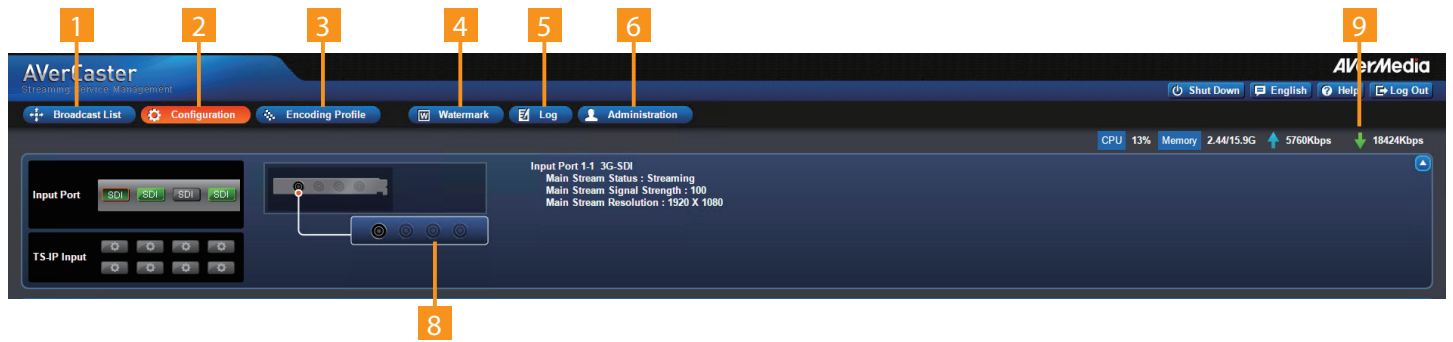 1 2 3 4 5 6 9
AVerCaster
AVerMedia
Streaming Service Management
Shut Down English Help Log Out
Broadcast List Configuration Encoding Profile W Watermark Log Administration
CPU 13% Memory 2.44/15.9G 5760Kbps 18424Kbps
Input Port 1-1 3G-SDI
Main Stream Status : Streaming
Main Stream Signal Strength : 100
Main Stream Resolution : 1920 X 1080
Input Port SDI SDI SDI SDI
TS-IP Input
8